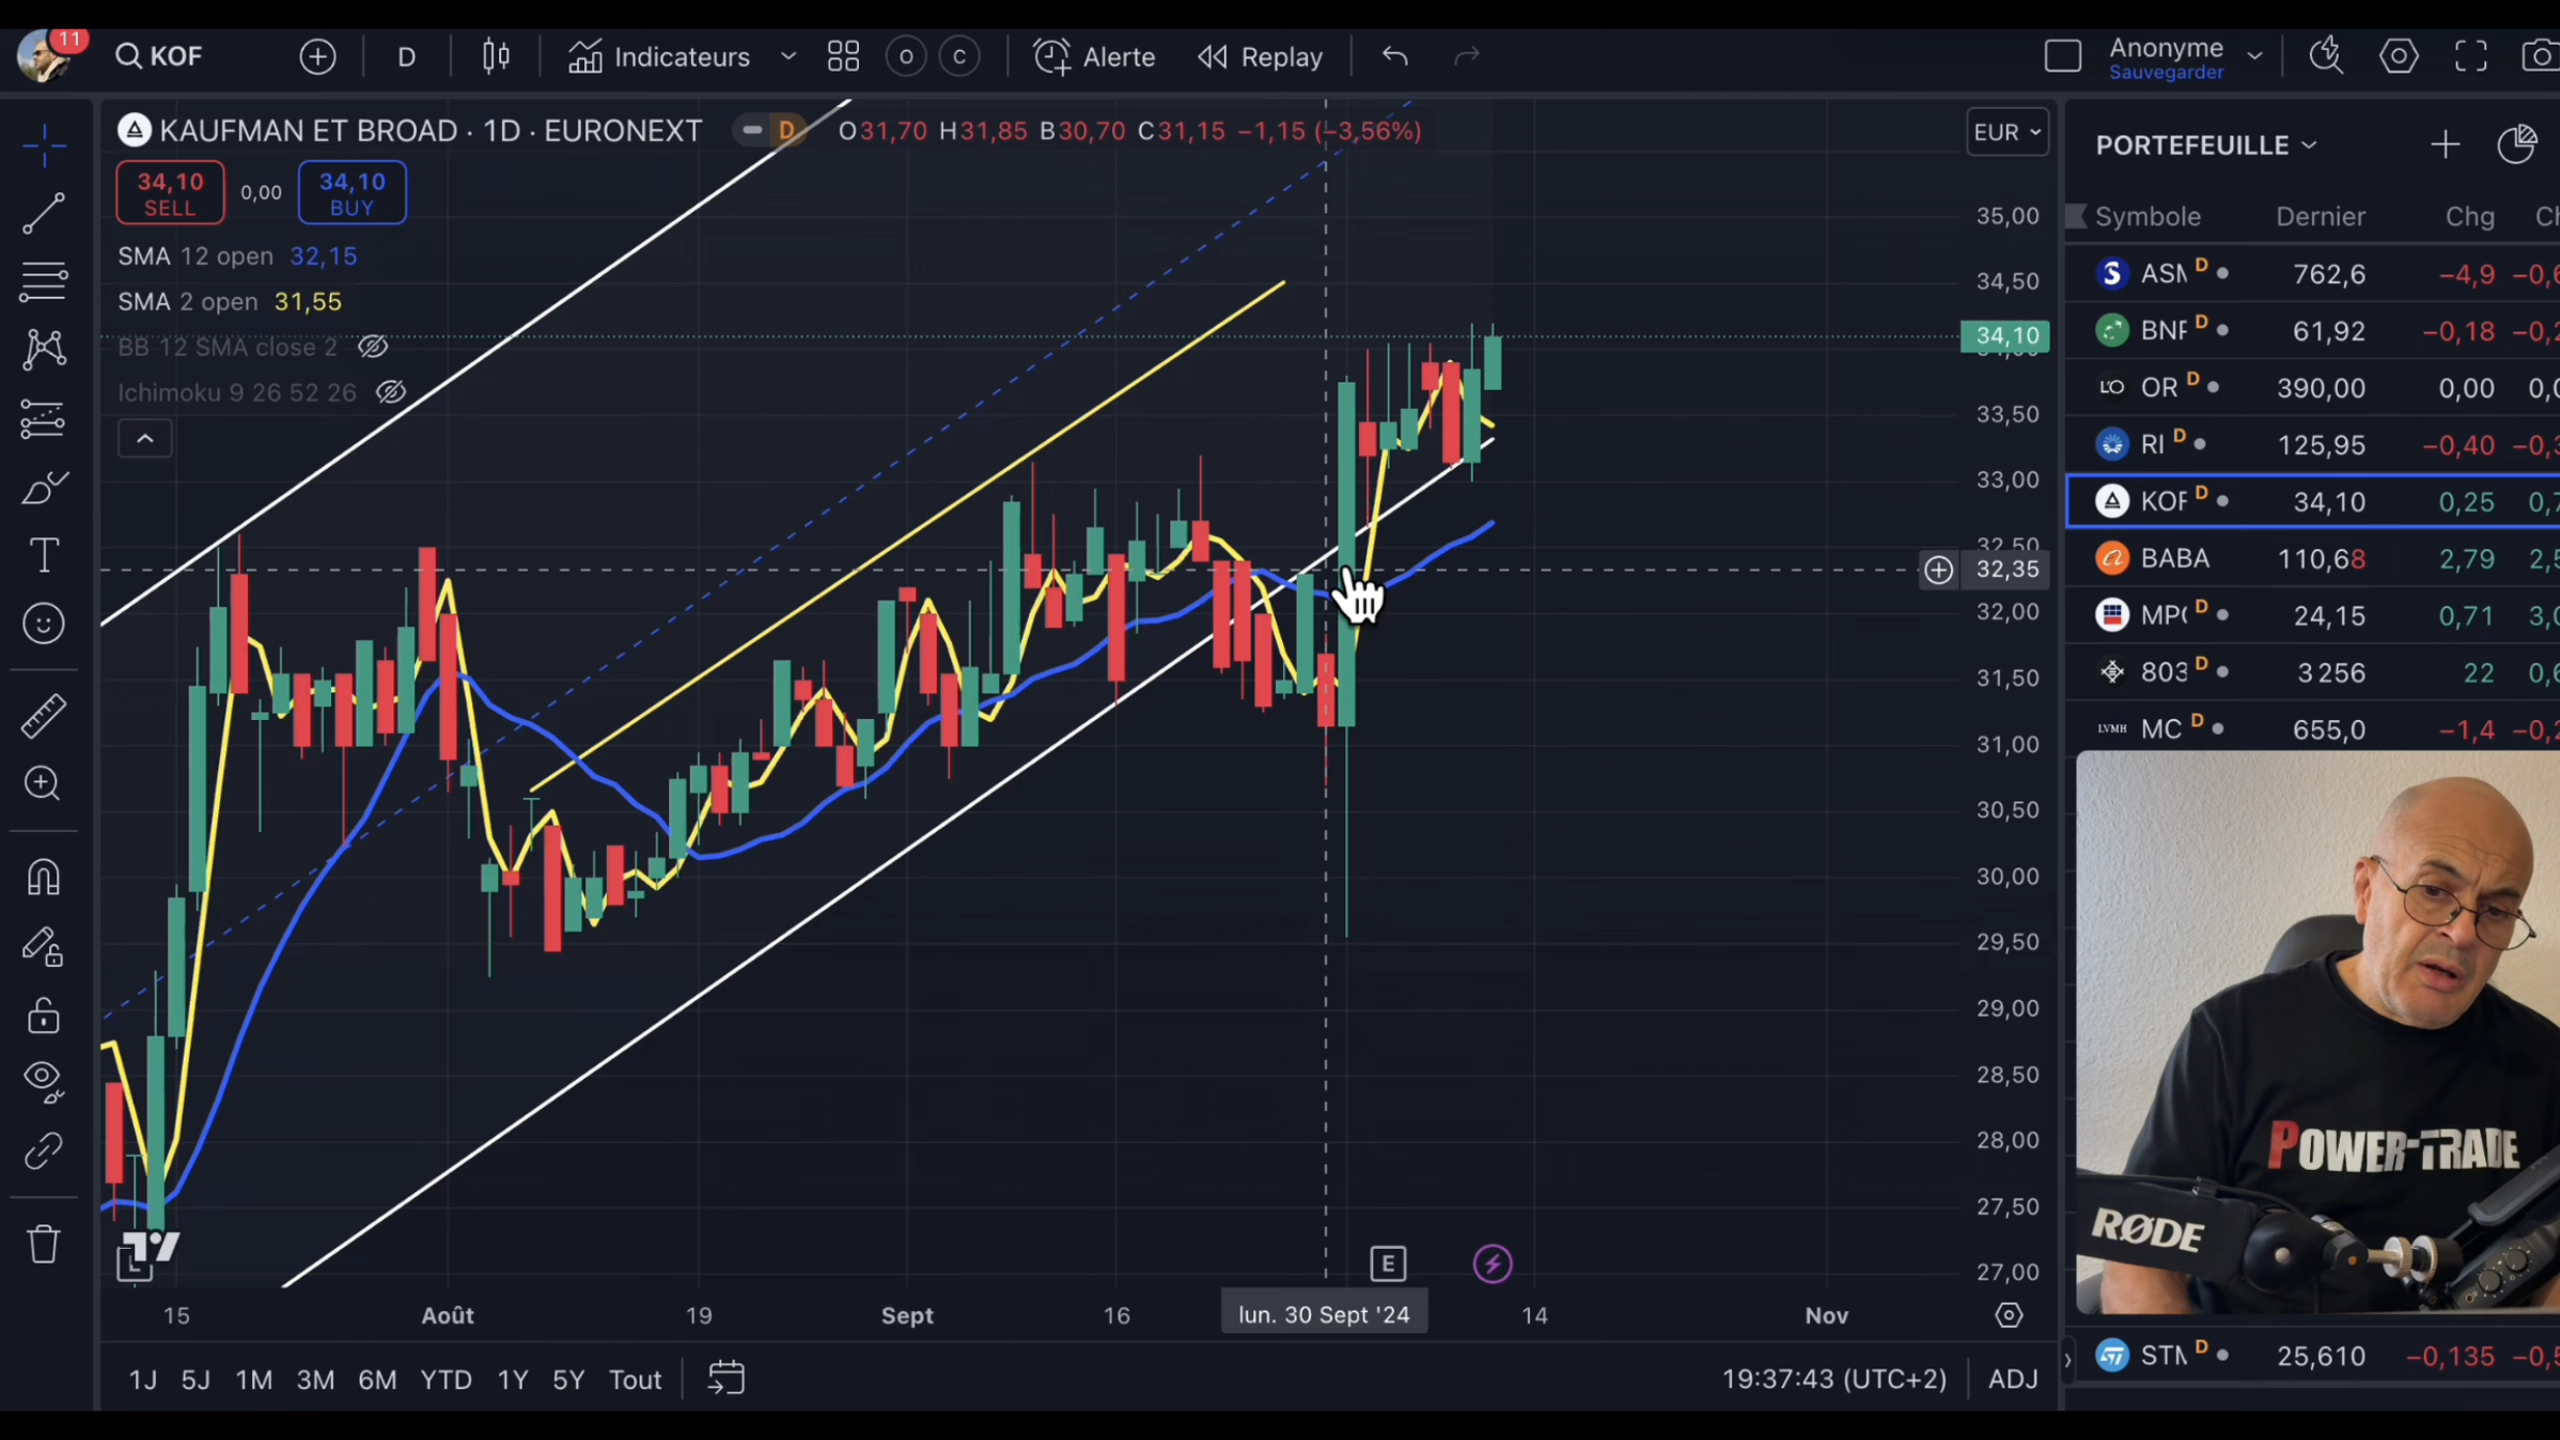 11
KOF
D
Indicateurs
O
C
Alerte
Replay
Anonyme
Sauvegarder
KAUFMAN ET BROAD · 1D · EURONEXT
D
O31,70 H31,85 B30,70 C31,15 −1,15 (−3,56%)
EUR
34,10
SELL
0,00
34,10
BUY
SMA 12 open 32,15
SMA 2 open 31,55
BB 12 SMA close 2
Ichimoku 9 26 52 26
35,00
34,50
34,10
33,50
33,00
32,50
32,35
32,00
31,50
31,00
30,50
30,00
29,50
29,00
28,50
28,00
27,50
27,00
E
15
Août
19
Sept
16
lun. 30 Sept '24
14
Nov
1J 5J 1M 3M 6M YTD 1Y 5Y Tout
19:37:43 (UTC+2)
ADJ
PORTEFEUILLE
Symbole Dernier Chg
D 762,6 −4,9
D 61,92 −0,18
L'O OR D 390,00 0,00
RI D 125,95 −0,40
D 34,10 0,25
BABA 110,68 2,79
D 24,15 0,71
803 D 3 256 22
LVMH MC D 655,0 −1,4
POWER-TRADE
RØDE
D 25,610 −0,135